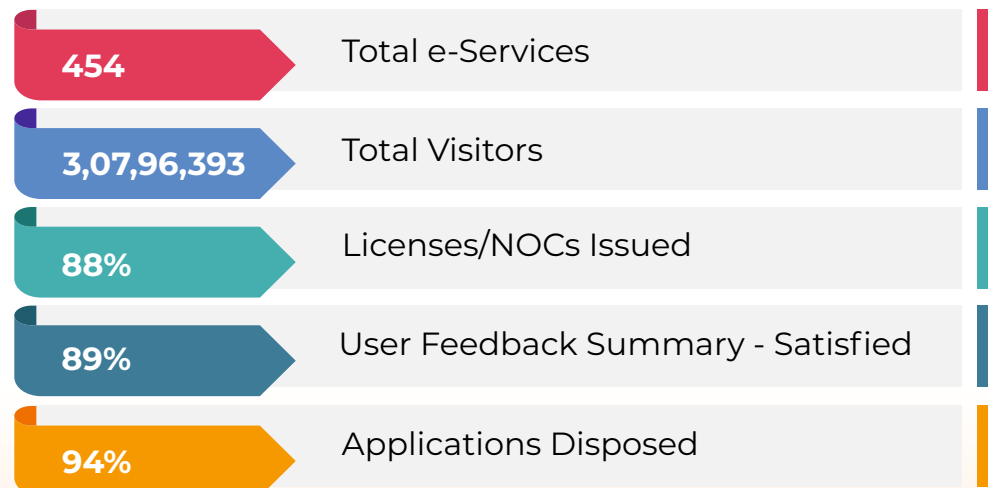 454 Total e-Services
3,07,96,393 Total Visitors
88% Licenses/NOCs Issued
89% User Feedback Summary - Satisfied
94% Applications Disposed